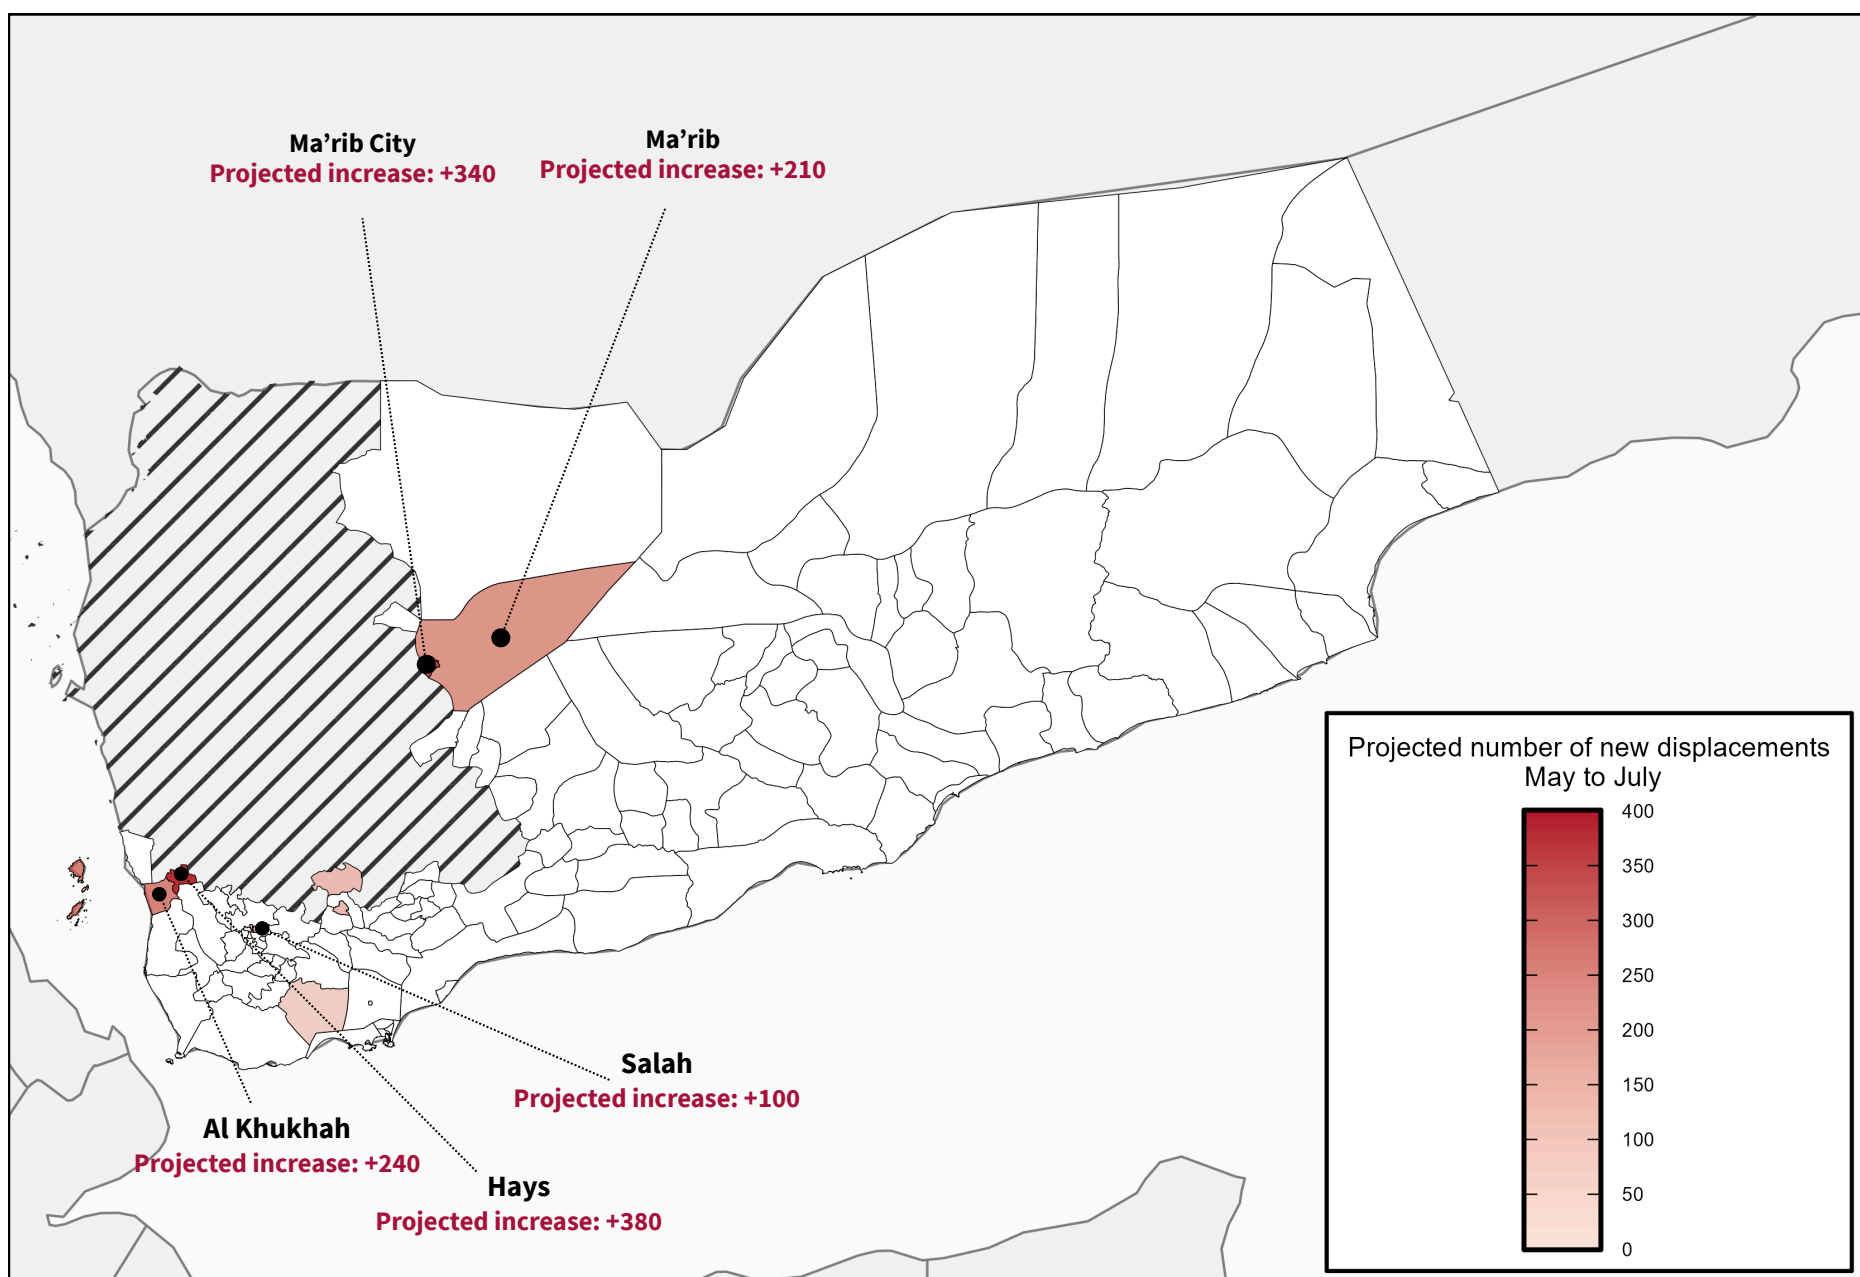 Ma’rib City
Projected increase: +340
Ma’rib
Projected increase: +210
Salah
Projected increase: +100
Al Khukhah
Projected increase: +240
Hays
Projected increase: +380
Projected number of new displacements
May to July
400
350
300
250
200
150
100
50
0